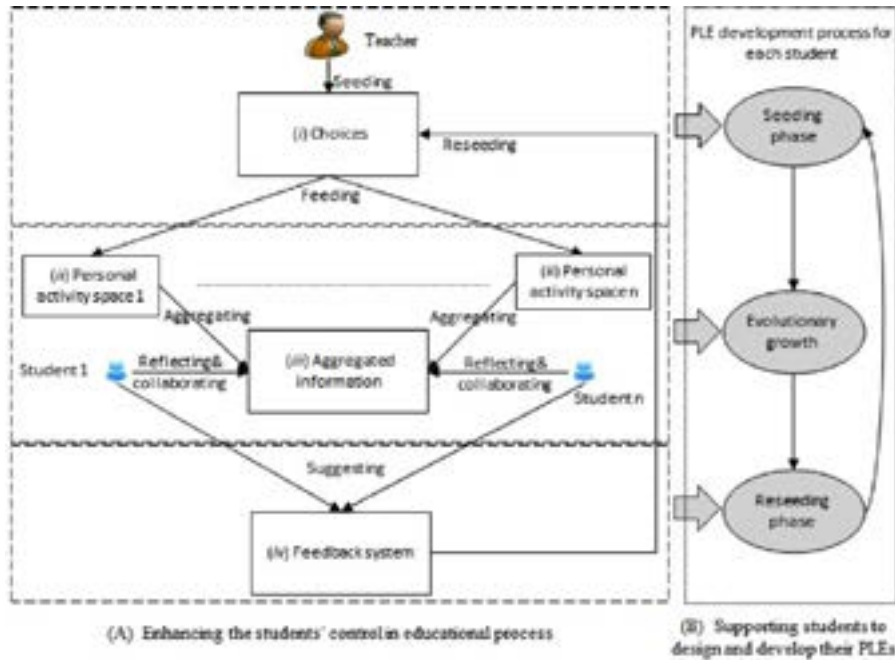 Teacher
Seeding
(i) Choices
Reseeding
Feeding
(ii) Personal
activity space 1
(ii) Personal
activity space n
Aggregating
Aggregating
(iii) Aggregated
information
Student 1
Reflecting&
collaborating
Reflecting&
collaborating
Student n
Suggesting
(iv) Feedback system
(A) Enhancing the students' control in educational process
PLE development process for
each student
Seeding
phase
Evolutionary
growth
Reseeding
phase
(B) Supporting students to
design and develop their PLEs